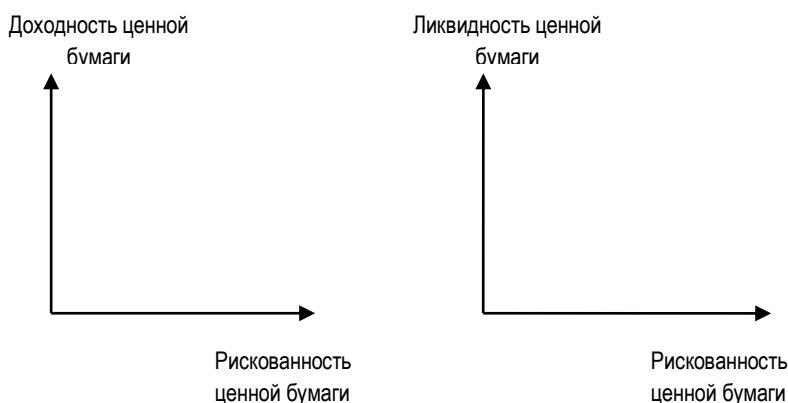 Доходность ценной
бумаги
Ликвидность ценной
бумаги
Рискованность
ценной бумаги
Рискованность
ценной бумаги